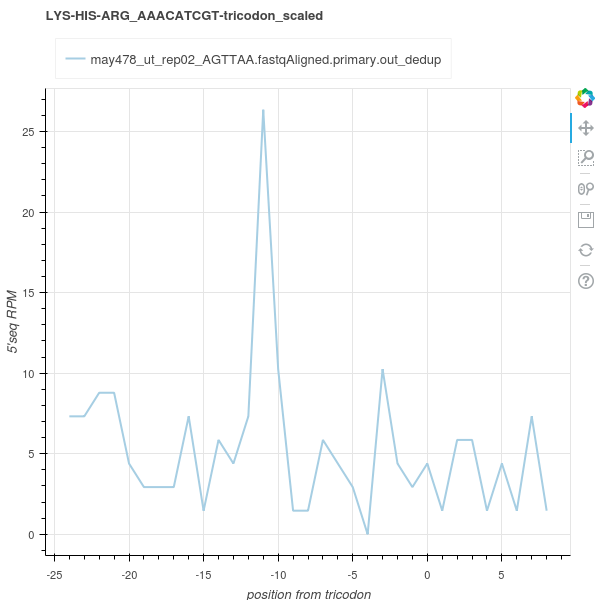 LYS-HIS-ARG_AAACATCGT-tricodon_scaled
may478_ut_rep02_AGTTAA.fastqAligned.primary.out_dedup
25
20
15
10
5
0
5'seq RPM
-25 -20 -15 -10 -5 0 5
position from tricodon